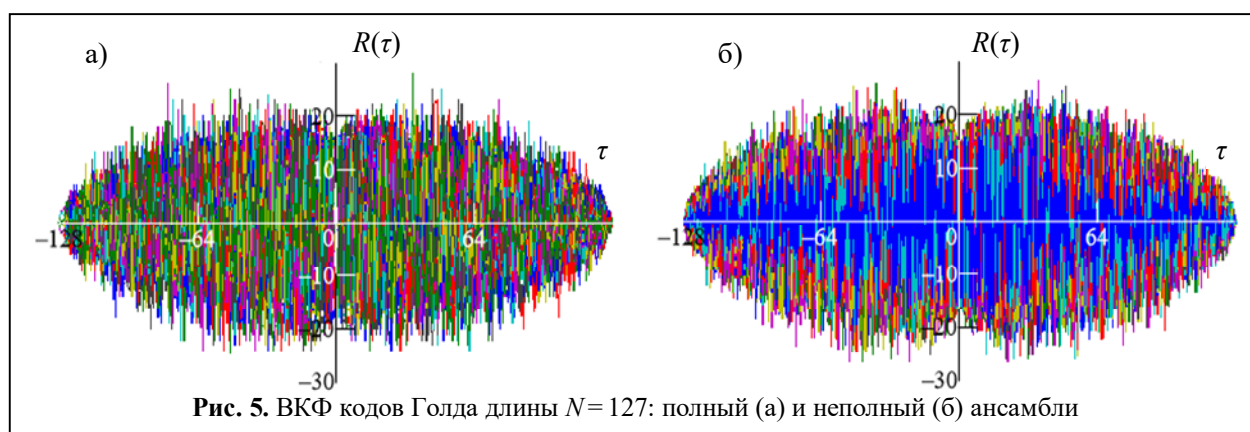 а) R(τ)
20
10
τ
−128 −64 0 64
−10
−20
−30
б) R(τ)
20
10
τ
−128 −64 0 64
−10
−20
−30
Рис. 5. ВКФ кодов Голда длины N = 127: полный (а) и неполный (б) ансамбли